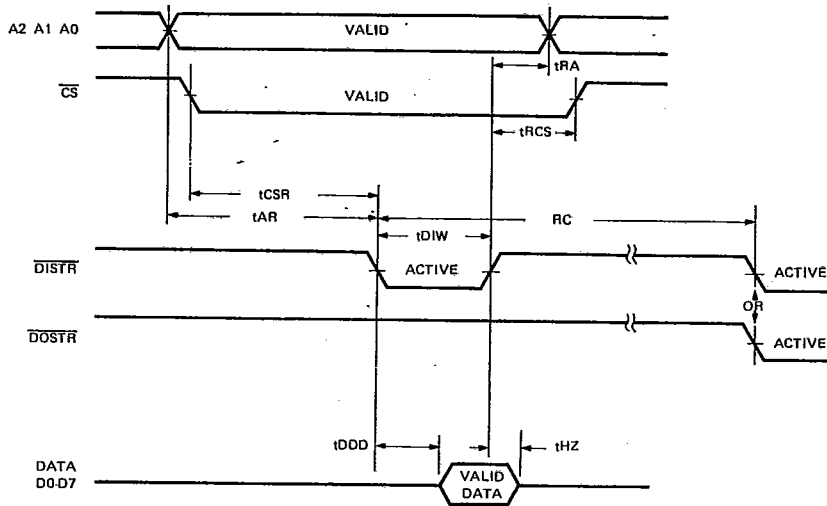 A2 A1 A0
VALID
tRA
CS
VALID
tRCS
tCSR
tAR
RC
tDIW
DISTR
ACTIVE
ACTIVE
OR
DOSTR
ACTIVE
tDDD
tHZ
DATA
D0-D7
VALID
DATA